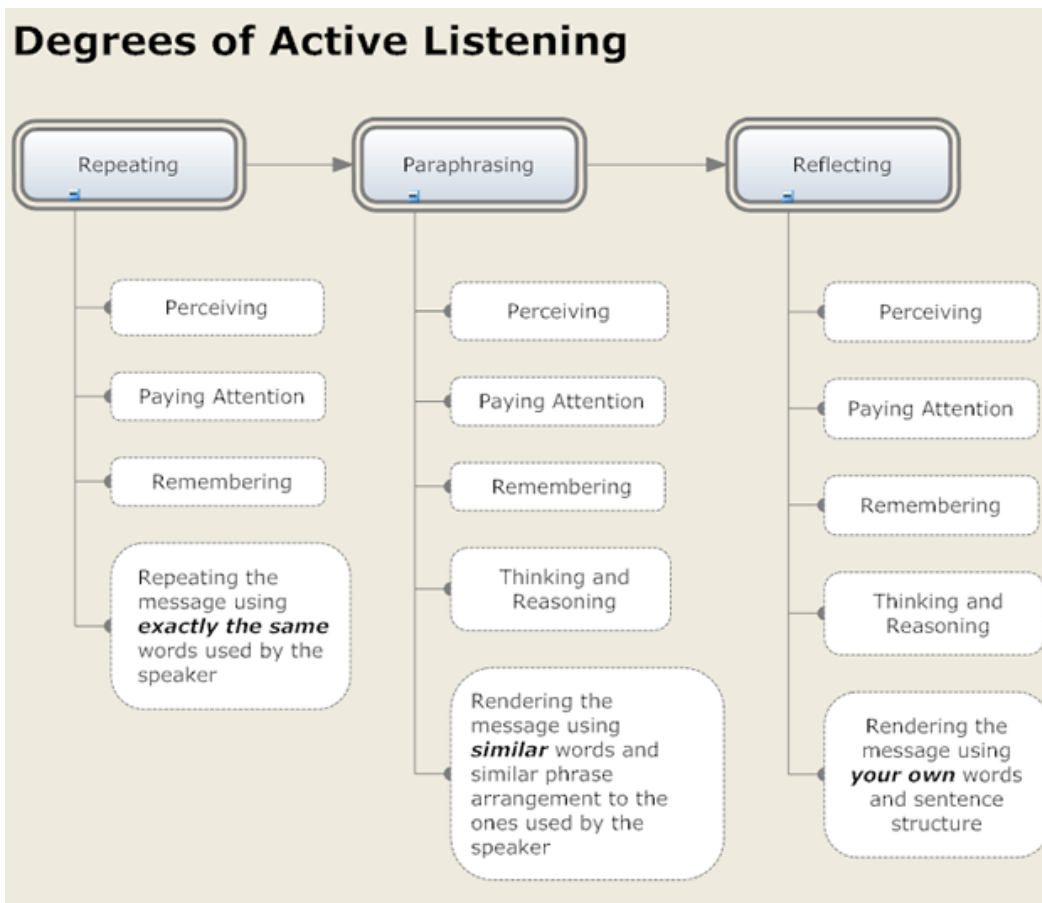 Degrees of Active Listening
Repeating
Perceiving
Paying Attention
Remembering
Repeating the
message using
exactly the same
words used by the
speaker
Paraphrasing
Perceiving
Paying Attention
Remembering
Thinking and
Reasoning
Rendering the
message using
similar words and
similar phrase
arrangement to the
ones used by the
speaker
Reflecting
Perceiving
Paying Attention
Remembering
Thinking and
Reasoning
Rendering the
message using
your own words
and sentence
structure